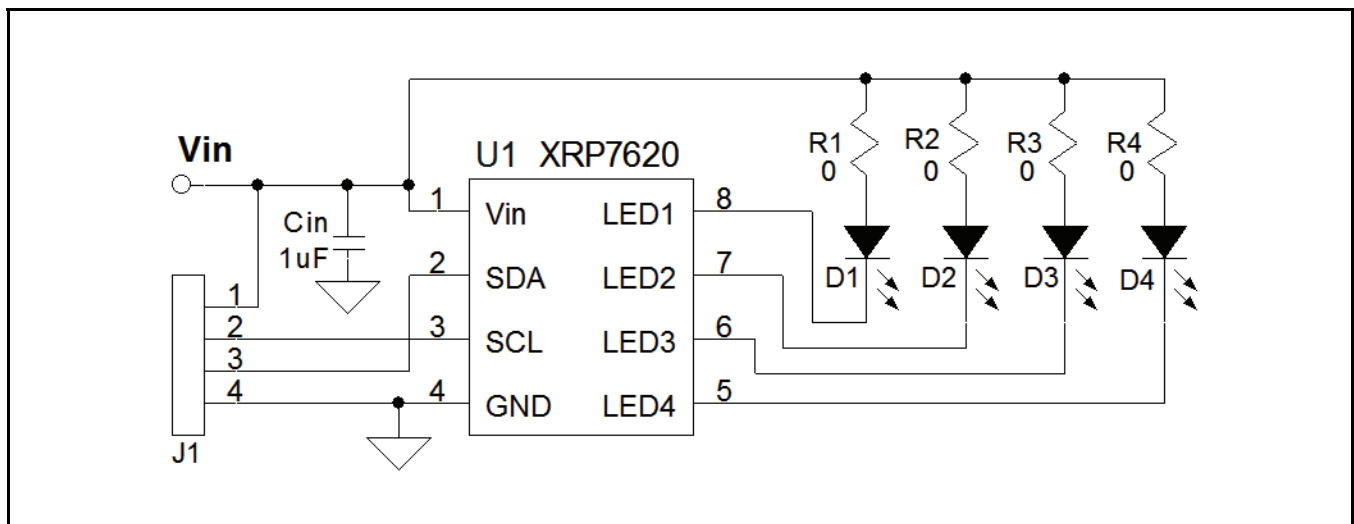 Vin
Cin
1uF
U1 XRP7620
1 Vin LED1 8
2 SDA LED2 7
3 SCL LED3 6
4 GND LED4 5
1
2
3
4
J1
R1
0
R2
0
R3
0
R4
0
D1
D2
D3
D4